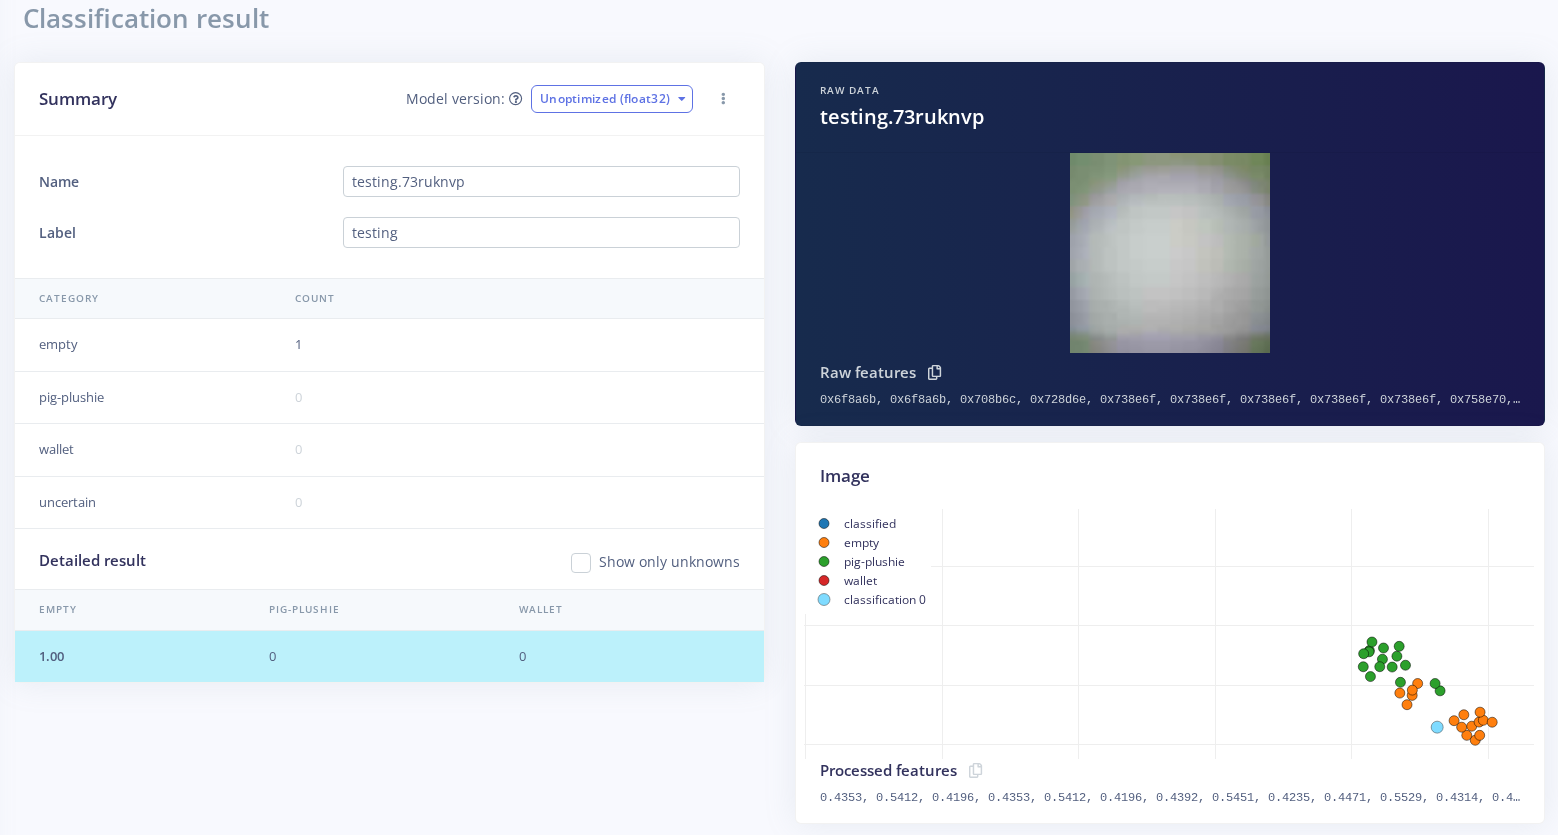 Classification result
Summary
Model version: Unoptimized (float32)
Name testing.73ruknvp
Label testing
CATEGORY COUNT
empty 1
pig-plushie 0
wallet 0
uncertain 0
Detailed result Show only unknowns
EMPTY PIG-PLUSHIE WALLET
1.00 0 0
RAW DATA
testing.73ruknvp
Raw features
0x6f8a6b, 0x6f8a6b, 0x708b6c, 0x728d6e, 0x738e6f, 0x738e6f, 0x738e6f, 0x738e6f, 0x738e6f, 0x758e70,…
Image
classified
empty
pig-plushie
wallet
classification 0
Processed features
0.4353, 0.5412, 0.4196, 0.4353, 0.5412, 0.4196, 0.4392, 0.5451, 0.4235, 0.4471, 0.5529, 0.4314, 0.4…